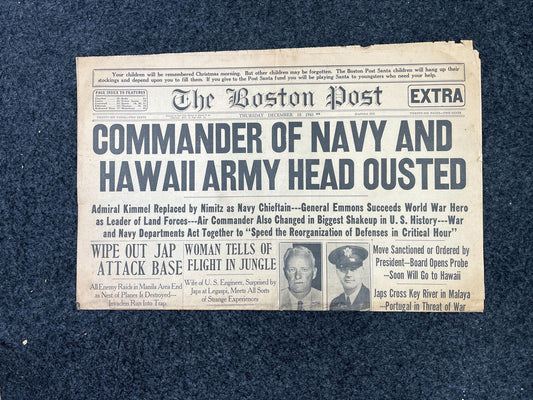 Your children will be remembered Christmas morning. But other children may be forgotten. The Boston Post Santa children will hang up their
stockings and depend upon you to fill them. If you give to the Post Santa fund you will be playing Santa to youngsters who need your help.
PAGE INDEX TO FEATURES
The Boston Post
EXTRA
THURSDAY DECEMBER 18 1941
COMMANDER OF NAVY AND
HAWAII ARMY HEAD OUSTED
Admiral Kimmel Replaced by Nimitz as Navy Chieftain---General Emmons Succeeds World War Hero
as Leader of Land Forces---Air Commander Also Changed in Biggest Shakeup in U. S. History---War
and Navy Departments Act Together to "Speed the Reorganization of Defenses in Critical Hour"
WIPE OUT JAP
ATTACK BASE
All Enemy Raids in Manila Area End
as Nest of Planes Is Destroyed--
Invaders Run Into Trap
WOMAN TELLS OF
FLIGHT IN JUNGLE
Wife of U. S. Engineer, Surprised by
Japs at Legaspi, Meets All Sorts
of Strange Experiences
Move Sanctioned or Ordered by
President--Board Opens Probe
--Soon Will Go to Hawaii
Japs Cross Key River in Malaya
--Portugal in Threat of War